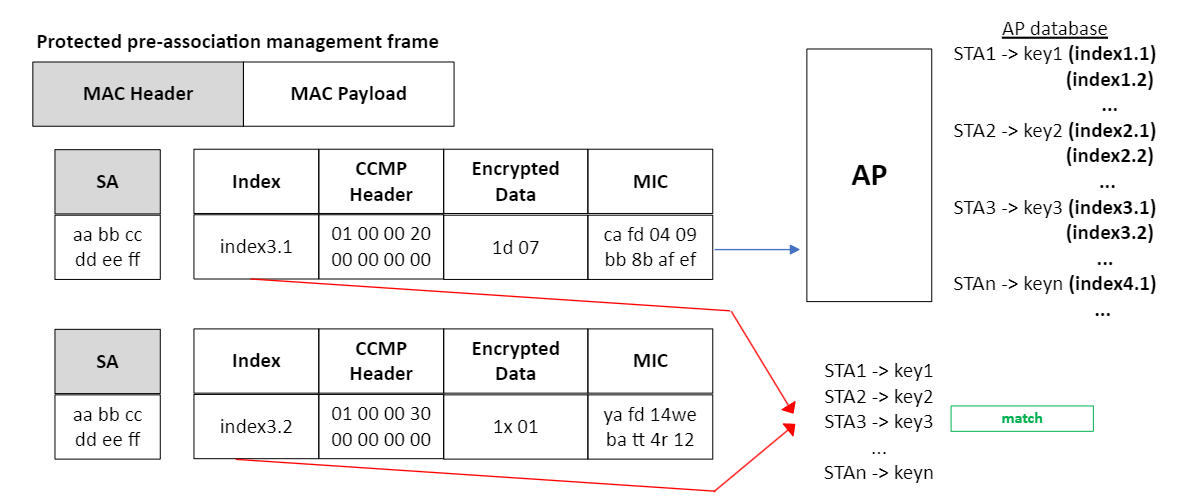 Protected pre-association management frame
MAC Header
MAC Payload
SA
Index
CCMP
Header
Encrypted
Data
MIC
aa bb cc
dd ee ff
index3.1
01 00 00 20
00 00 00 00
1d 07
ca fd 04 09
bb 8b af ef
SA
Index
CCMP
Header
Encrypted
Data
MIC
aa bb cc
dd ee ff
index3.2
01 00 00 30
00 00 00 00
1x 01
ya fd 14we
ba tt 4r 12
AP
AP database
STA1 -> key1 (index1.1)
(index1.2)
...
STA2 -> key2 (index2.1)
(index2.2)
...
STA3 -> key3 (index3.1)
(index3.2)
...
STAn -> keyn (index4.1)
...
STA1 -> key1
STA2 -> key2
STA3 -> key3
match
...
STAn -> keyn